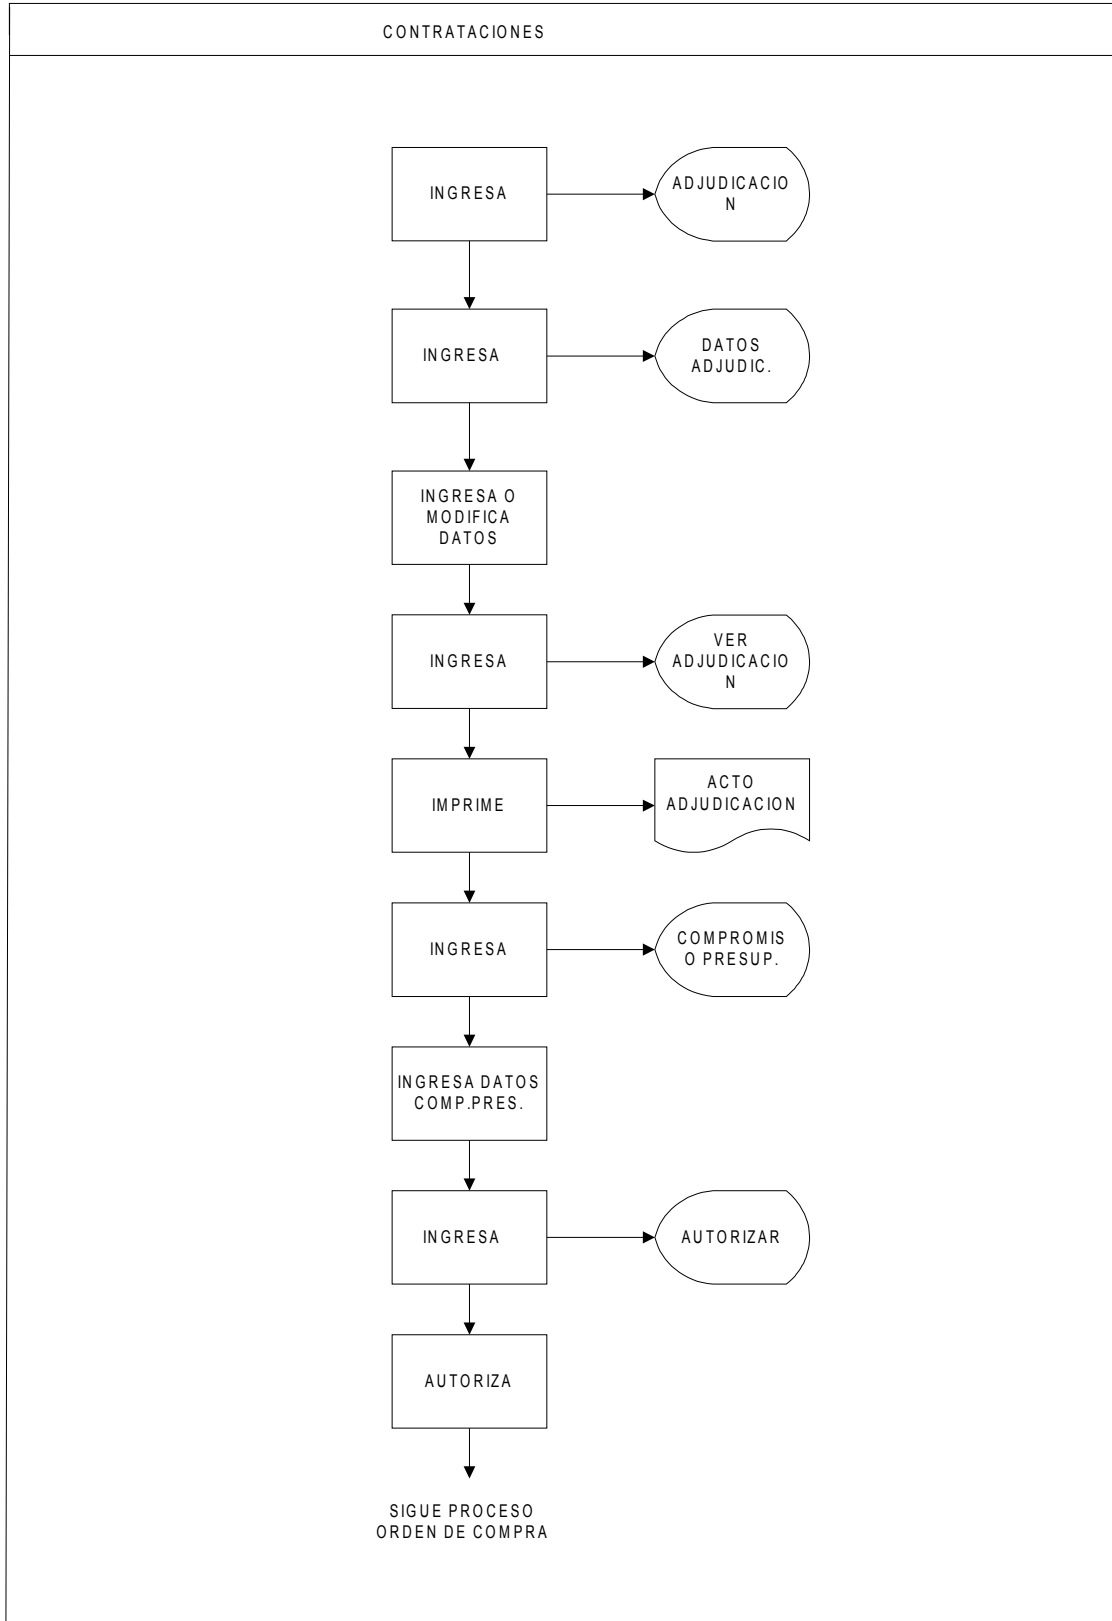 CONTRATACIONES
INGRESA
ADJUDICACIO
N
INGRESA
DATOS
ADJUDIC.
INGRESA O
MODIFICA
DATOS
INGRESA
VER
ADJUDICACIO
N
IMPRIME
ACTO
ADJUDICACION
INGRESA
COMPROMIS
O PRESUP.
INGRESA DATOS
COMP.PRES.
INGRESA
AUTORIZAR
AUTORIZA
SIGUE PROCESO
ORDEN DE COMPRA